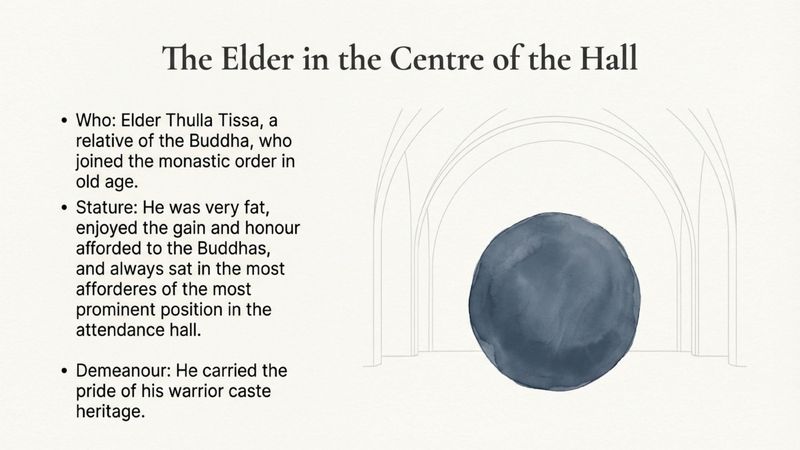 The Elder in the Centre of the Hall
• Who: Elder Thulla Tissa, a
relative of the Buddha, who
joined the monastic order in
old age.
• Stature: He was very fat,
enjoyed the gain and honour
afforded to the Buddhas,
and always sat in the most
afforderes of the most
prominent position in the
attendance hall.
• Demeanour: He carried the
pride of his warrior caste
heritage.